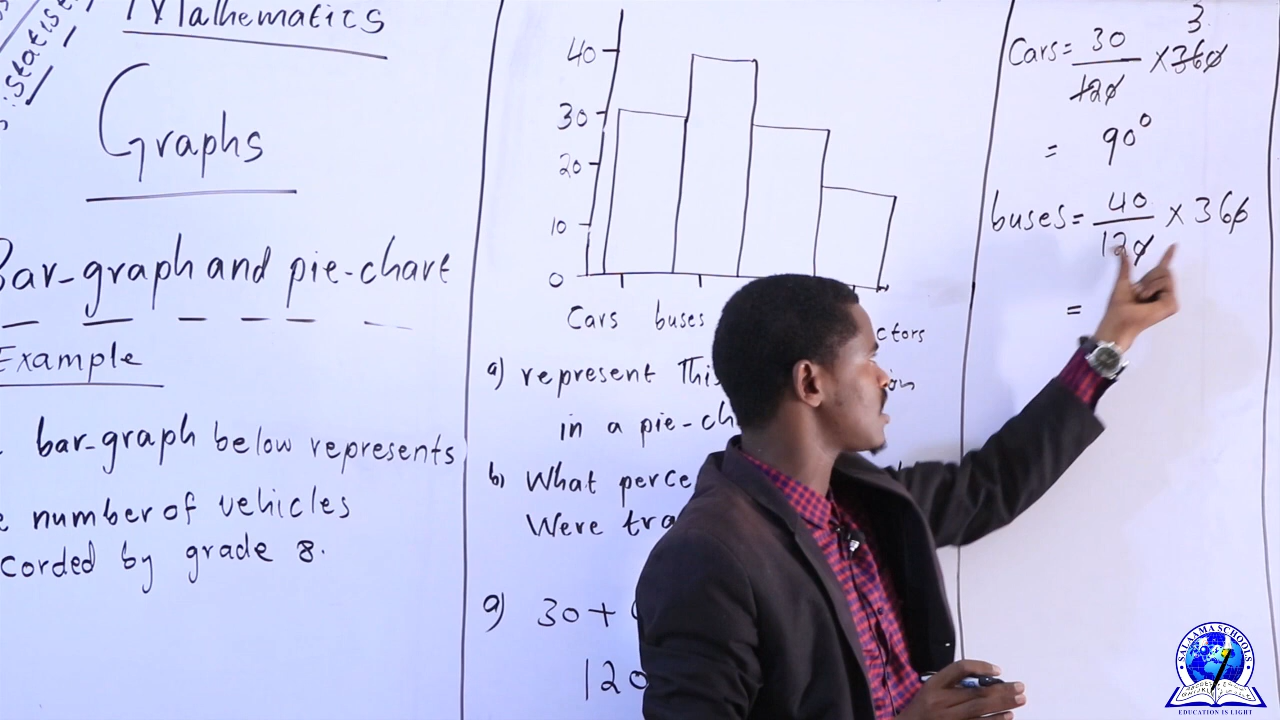 Mathematics
Graphs
Bar-graph and pie-chart
Example
bar-graph below represents
number of vehicles
corded by grade 8.
40
30
20
10
0
Cars buses ctors
a) represent This
in a pie-ch
b) What perce
Were tra
a) 30 +
120
3
Cars = 30 / 120 × 360
= 90°
buses = 40 / 120 × 360
=
SALAAMA SCHOOLS
EDUCATION IS LIGHT